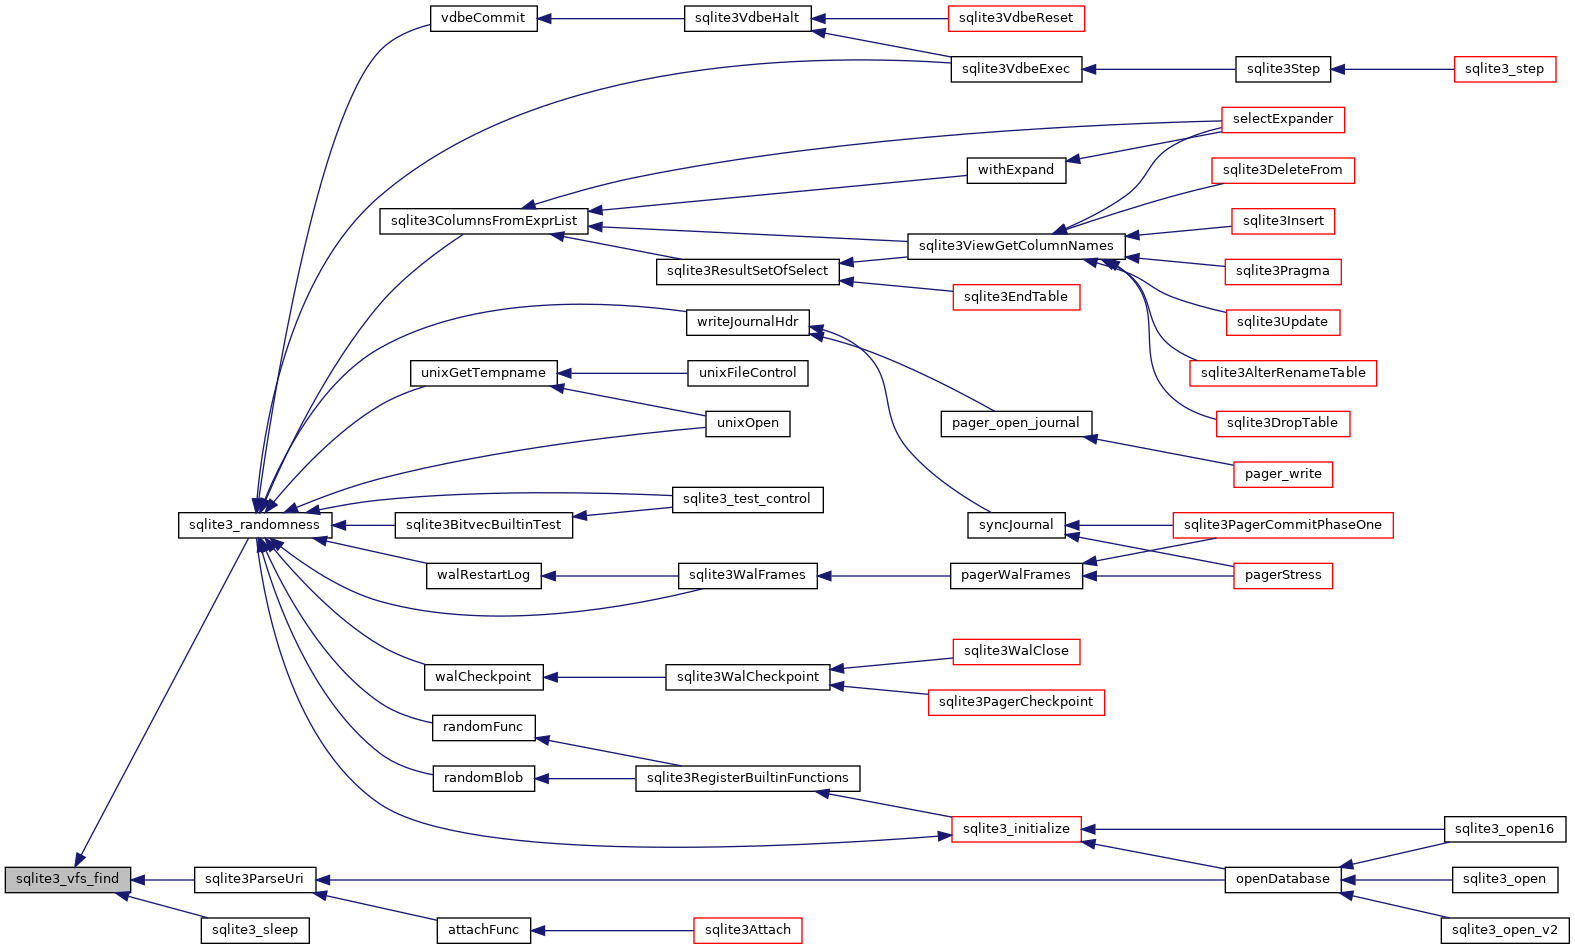 vdbeCommit
sqlite3VdbeHalt
sqlite3VdbeReset
sqlite3VdbeExec
sqlite3Step
sqlite3_step
selectExpander
withExpand
sqlite3DeleteFrom
sqlite3ColumnsFromExprList
sqlite3Insert
sqlite3ViewGetColumnNames
sqlite3ResultSetOfSelect
sqlite3Pragma
sqlite3EndTable
writeJournalHdr
sqlite3Update
unixGetTempname
unixFileControl
sqlite3AlterRenameTable
unixOpen
pager_open_journal
sqlite3DropTable
pager_write
sqlite3_test_control
sqlite3_randomness
sqlite3BitvecBuiltinTest
syncJournal
sqlite3PagerCommitPhaseOne
walRestartLog
sqlite3WalFrames
pagerWalFrames
pagerStress
sqlite3WalClose
walCheckpoint
sqlite3WalCheckpoint
sqlite3PagerCheckpoint
randomFunc
randomBlob
sqlite3RegisterBuiltinFunctions
sqlite3_initialize
sqlite3_open16
sqlite3_vfs_find
sqlite3ParseUri
openDatabase
sqlite3_open
sqlite3_sleep
attachFunc
sqlite3Attach
sqlite3_open_v2